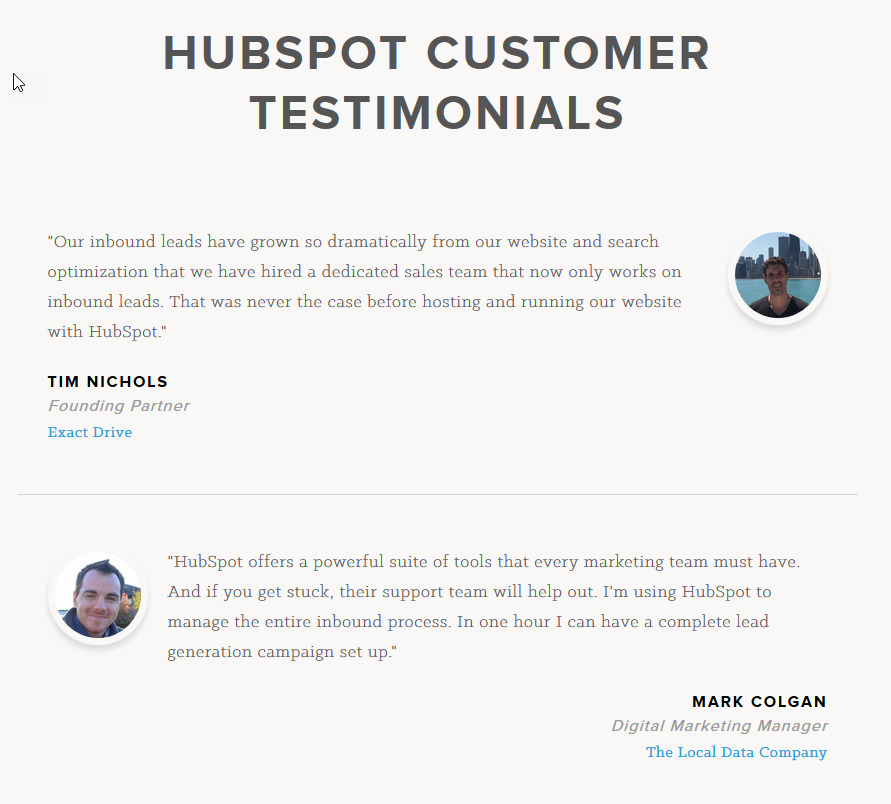 HUBSPOT CUSTOMER
TESTIMONIALS
"Our inbound leads have grown so dramatically from our website and search
optimization that we have hired a dedicated sales team that now only works on
inbound leads. That was never the case before hosting and running our website
with HubSpot."
TIM NICHOLS
Founding Partner
Exact Drive
"HubSpot offers a powerful suite of tools that every marketing team must have.
And if you get stuck, their support team will help out. I'm using HubSpot to
manage the entire inbound process. In one hour I can have a complete lead
generation campaign set up."
MARK COLGAN
Digital Marketing Manager
The Local Data Company